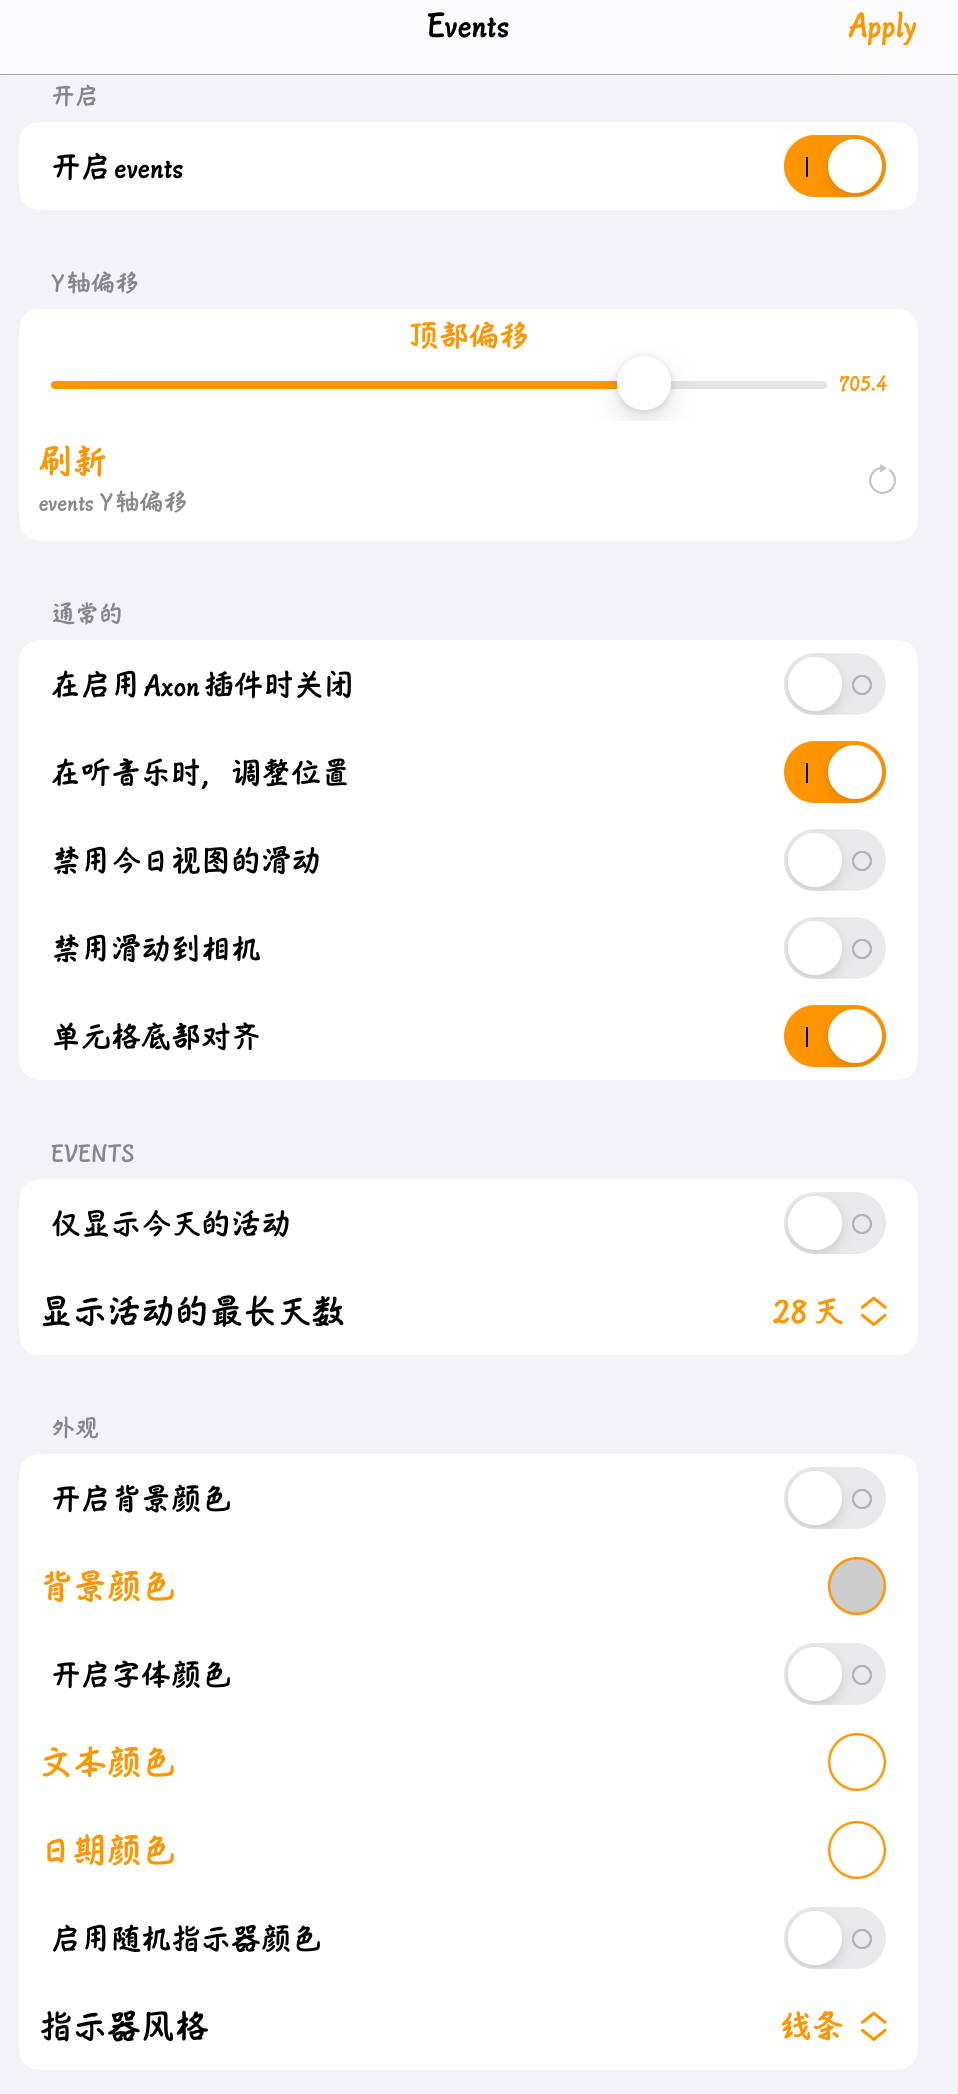 Events
Apply
开启
开启 events
Y轴偏移
顶部偏移
705.4
刷新
events Y轴偏移
通常的
在启用Axon插件时关闭
在听音乐时，调整位置
禁用今日视图的滑动
禁用滑动到相机
单元格底部对齐
EVENTS
仅显示今天的活动
显示活动的最长天数
28 天
外观
开启背景颜色
背景颜色
开启字体颜色
文本颜色
日期颜色
启用随机指示器颜色
指示器风格
线条